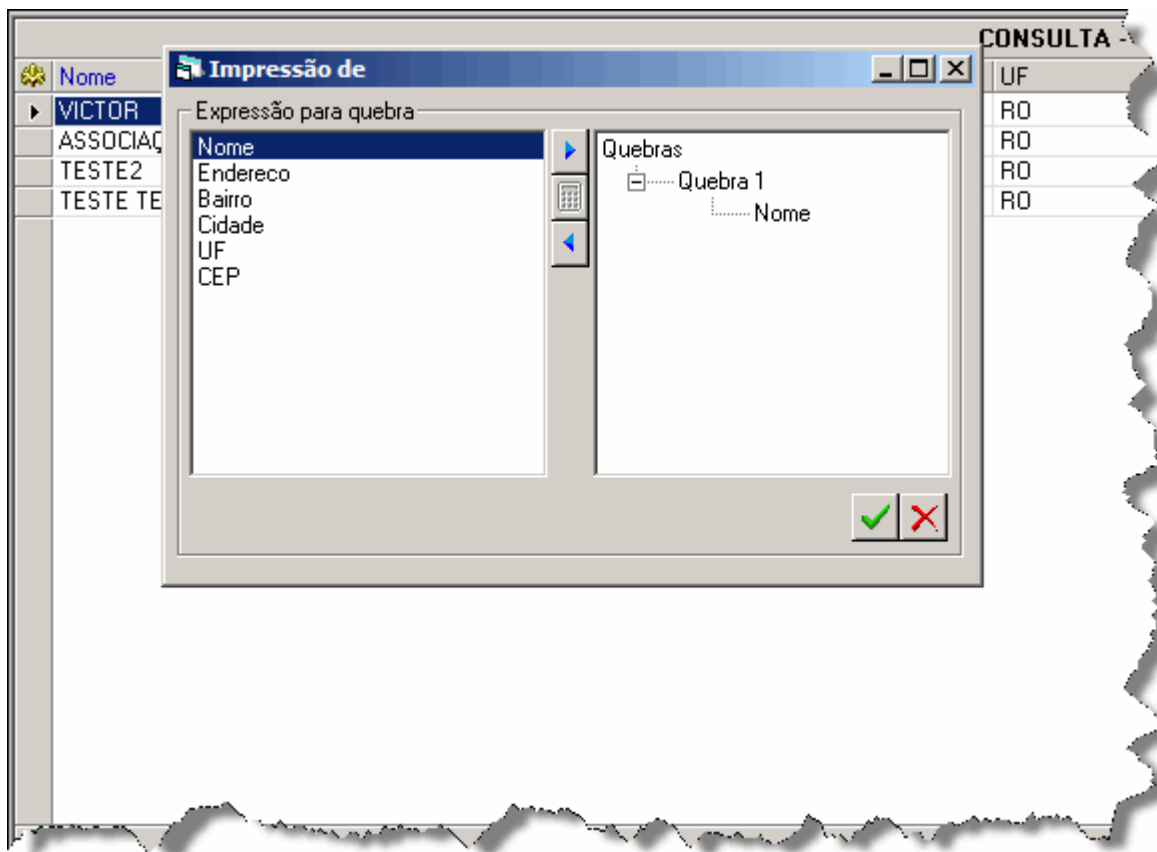 CONSULTA -
Nome
UF
VICTOR
RO
ASSOCIAÇ
RO
TESTE2
RO
TESTE TE
RO
Impressão de
Expressão para quebra
Nome
Endereco
Bairro
Cidade
UF
CEP
Quebras
Quebra 1
Nome